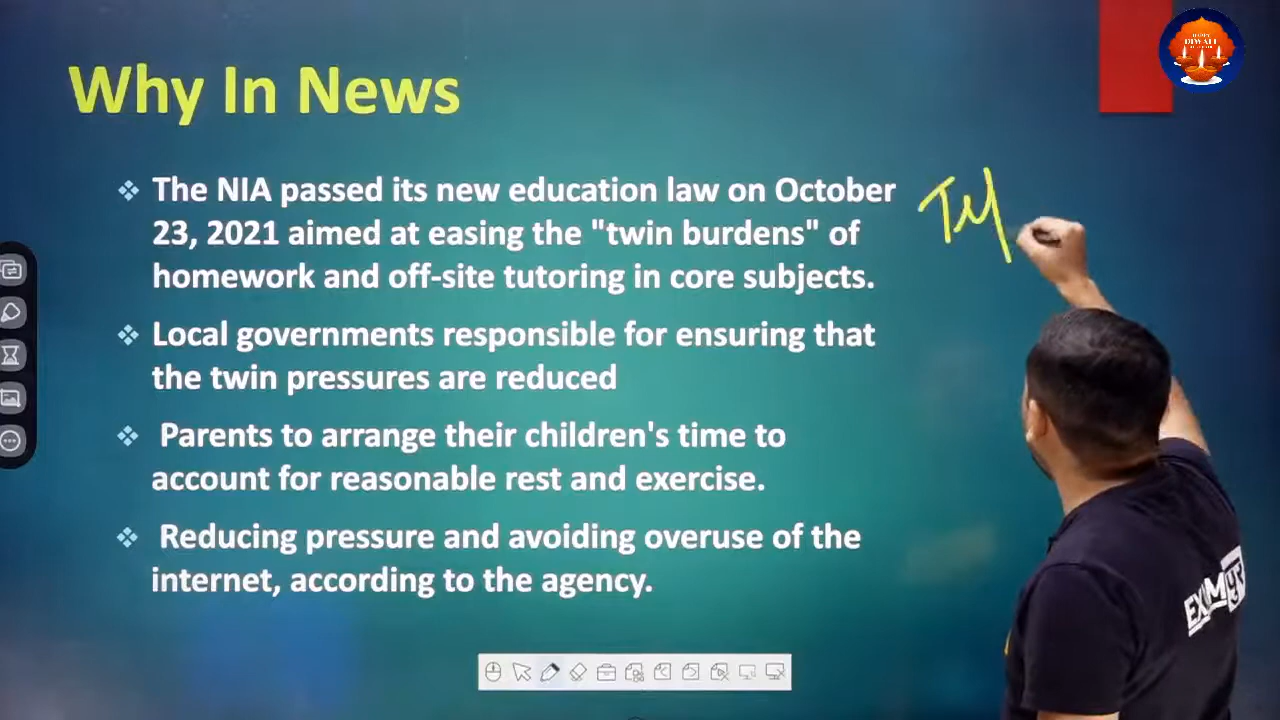 HAPPY
DIWALI
Why In News
The NIA passed its new education law on October
23, 2021 aimed at easing the "twin burdens" of
homework and off-site tutoring in core subjects.
Local governments responsible for ensuring that
the twin pressures are reduced
Parents to arrange their children's time to
account for reasonable rest and exercise.
Reducing pressure and avoiding overuse of the
internet, according to the agency.